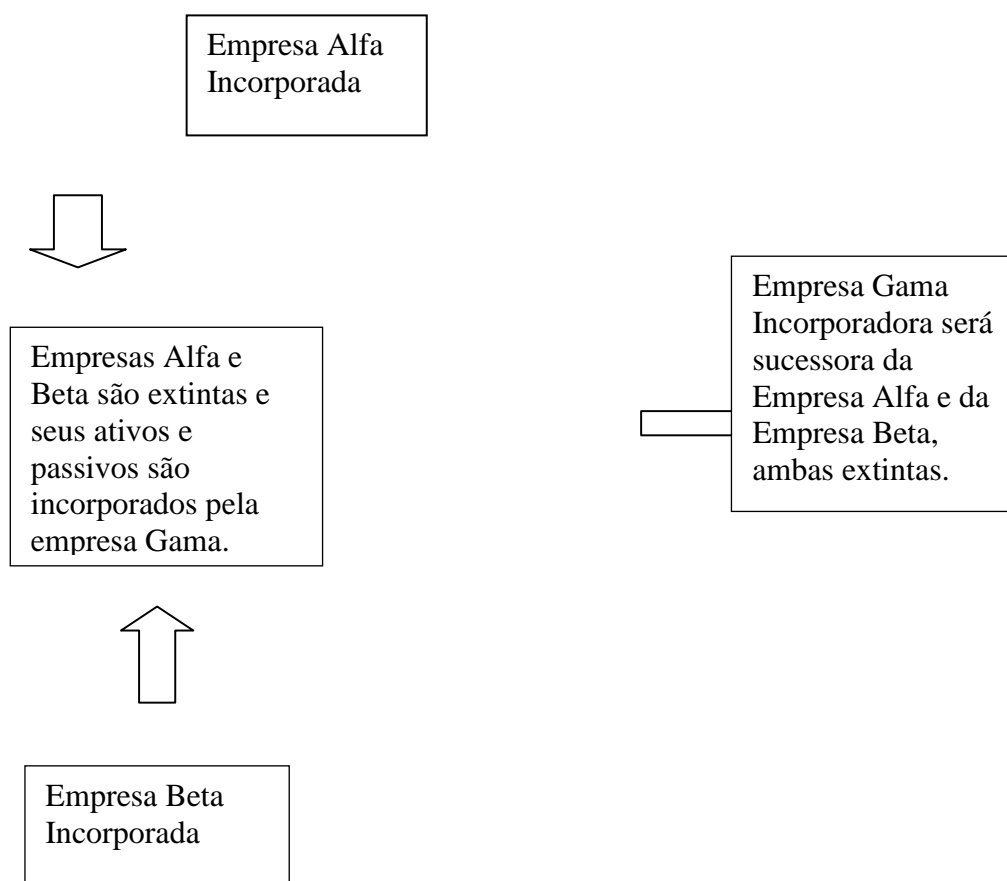 Empresa Alfa
Incorporada
Empresas Alfa e
Beta são extintas e
seus ativos e
passivos são
incorporados pela
empresa Gama.
Empresa Gama
Incorporadora será
sucessora da
Empresa Alfa e da
Empresa Beta,
ambas extintas.
Empresa Beta
Incorporada